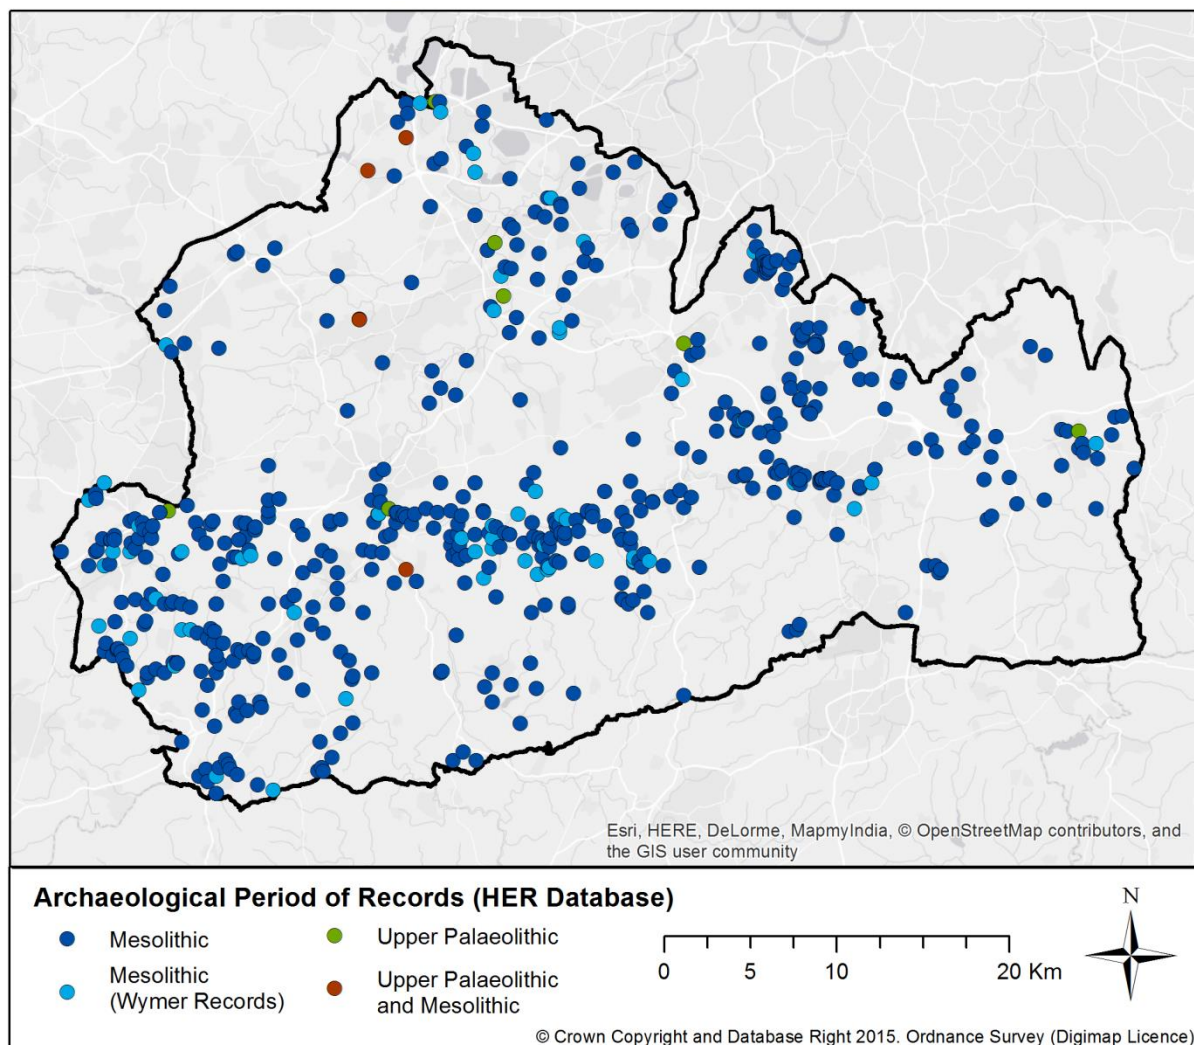 Esri, HERE, DeLorme, MapmyIndia, © OpenStreetMap contributors, and
the GIS user community
Archaeological Period of Records (HER Database)
Mesolithic
Mesolithic
(Wymer Records)
Upper Palaeolithic
Upper Palaeolithic
and Mesolithic
0 5 10 20 Km
N
© Crown Copyright and Database Right 2015. Ordnance Survey (Digimap Licence)